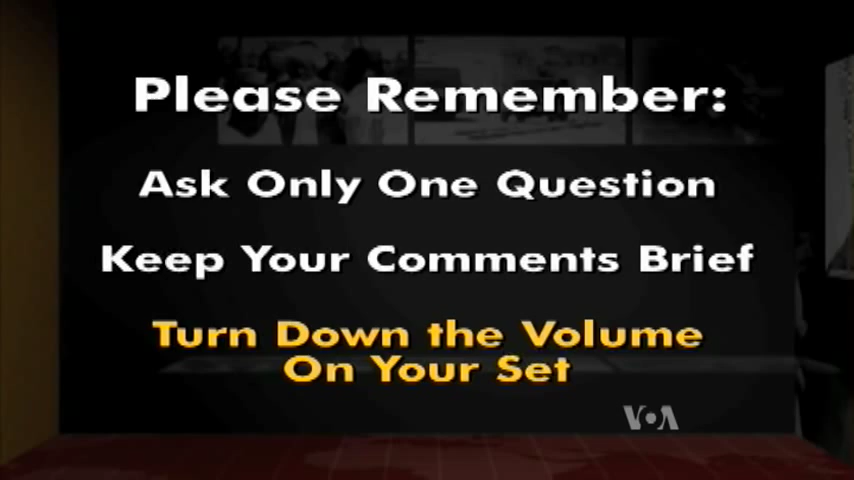 Please Remember:
Ask Only One Question
Keep Your Comments Brief
Turn Down the Volume
On Your Set
VOA